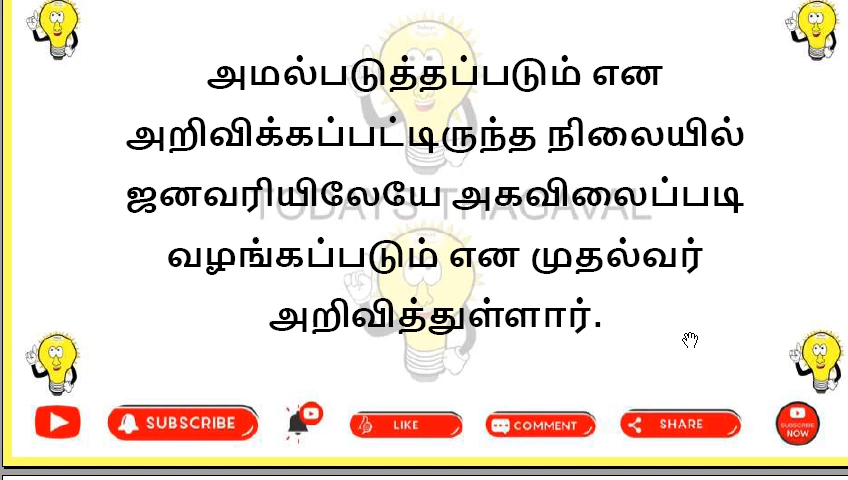 அமல்படுத்தப்படும் என
அறிவிக்கப்பட்டிருந்த நிலையில்
ஜனவரியிலேயே அகவிலைப்படி
TODAY'S THAGAVAL
வழங்கப்படும் என முதல்வர்
அறிவித்துள்ளார்.
SUBSCRIBE
LIKE
COMMENT
SHARE
SUBSCRIBE
NOW